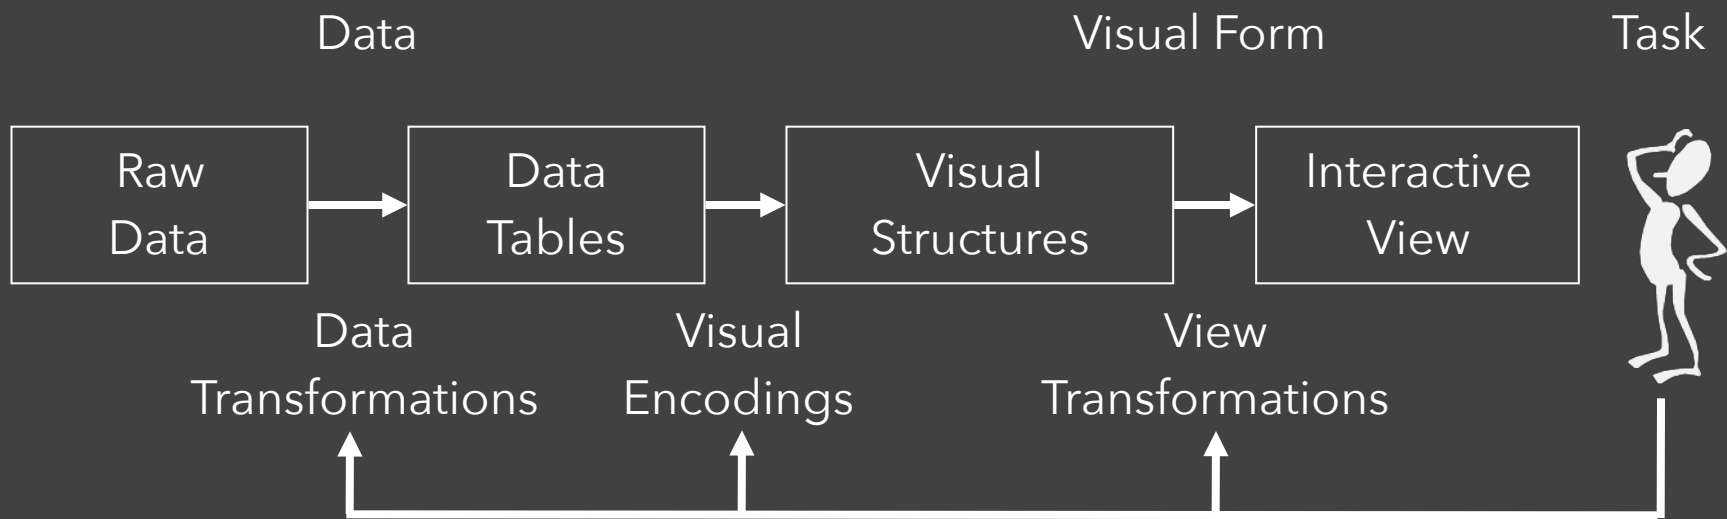 Data
Visual Form
Task
Raw
Data
Data
Tables
Visual
Structures
Interactive
View
Data
Transformations
Visual
Encodings
View
Transformations